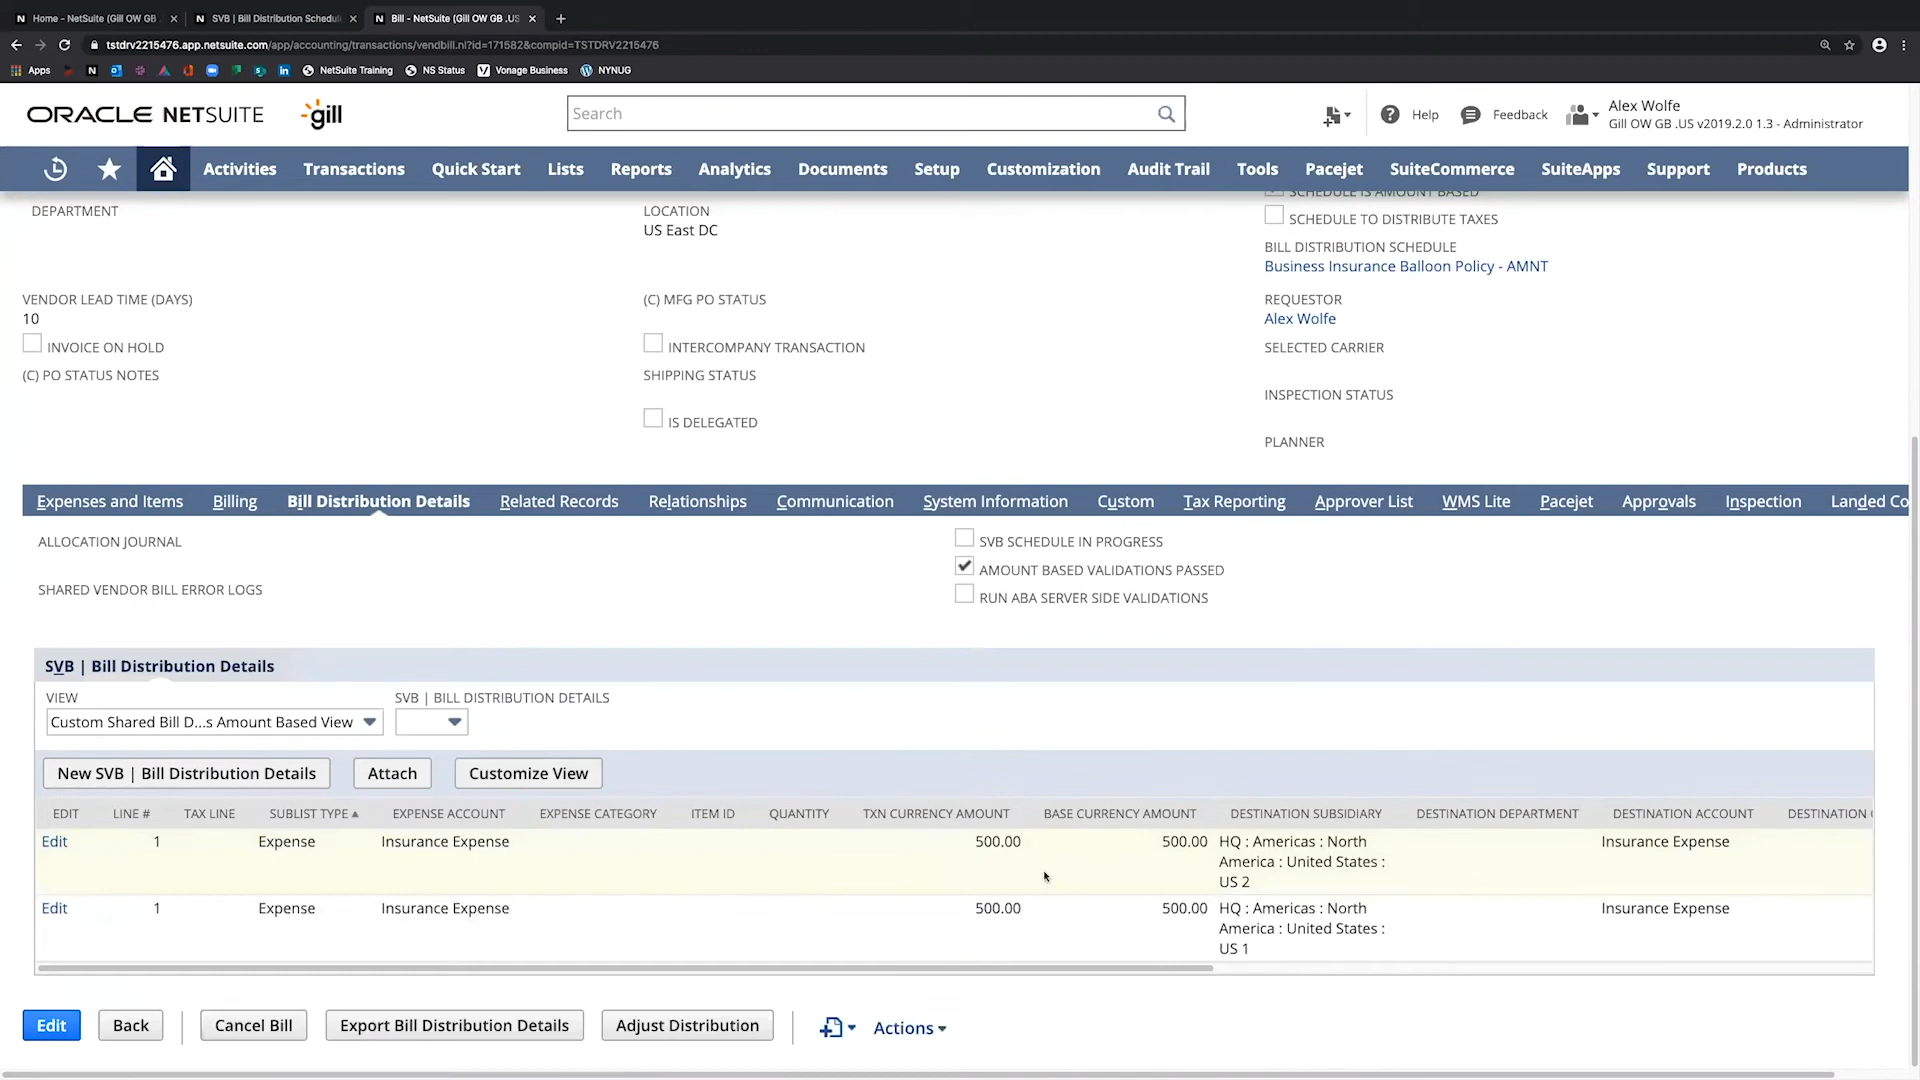 Home - NetSuite (Gill OW GB
SVB | Bill Distribution Schedul
Bill - NetSuite (Gill OW GB .US
tstdrv2215476.app.netsuite.com/app/accounting/transactions/vendbill.nl?id=171582&compid=TSTDRV2215476
Apps
NetSuite Training
NS Status
Vonage Business
NYNUG
ORACLE NETSUITE
gill
Search
Help
Feedback
Alex Wolfe
Gill OW GB .US v2019.2.0 1.3 - Administrator
Activities Transactions Quick Start Lists Reports Analytics Documents Setup Customization Audit Trail Tools Pacejet SuiteCommerce SuiteApps Support Products
SCHEDULE IS AMOUNT BASED
DEPARTMENT
LOCATION
US East DC
SCHEDULE TO DISTRIBUTE TAXES
BILL DISTRIBUTION SCHEDULE
Business Insurance Balloon Policy - AMNT
VENDOR LEAD TIME (DAYS)
10
(C) MFG PO STATUS
REQUESTOR
Alex Wolfe
INVOICE ON HOLD
INTERCOMPANY TRANSACTION
SELECTED CARRIER
(C) PO STATUS NOTES
SHIPPING STATUS
INSPECTION STATUS
IS DELEGATED
PLANNER
Expenses and Items Billing Bill Distribution Details Related Records Relationships Communication System Information Custom Tax Reporting Approver List WMS Lite Pacejet Approvals Inspection Landed Co
ALLOCATION JOURNAL
SVB SCHEDULE IN PROGRESS
AMOUNT BASED VALIDATIONS PASSED
SHARED VENDOR BILL ERROR LOGS
RUN ABA SERVER SIDE VALIDATIONS
SVB | Bill Distribution Details
VIEW
SVB | BILL DISTRIBUTION DETAILS
Custom Shared Bill D...s Amount Based View
New SVB | Bill Distribution Details
Attach
Customize View
EDIT LINE # TAX LINE SUBLIST TYPE EXPENSE ACCOUNT EXPENSE CATEGORY ITEM ID QUANTITY TXN CURRENCY AMOUNT BASE CURRENCY AMOUNT DESTINATION SUBSIDIARY DESTINATION DEPARTMENT DESTINATION ACCOUNT DESTINATION
Edit 1 Expense Insurance Expense 500.00 500.00 HQ : Americas : North Insurance Expense
America : United States :
US 2
Edit 1 Expense Insurance Expense 500.00 500.00 HQ : Americas : North Insurance Expense
America : United States :
US 1
Edit
Back
Cancel Bill
Export Bill Distribution Details
Adjust Distribution
Actions